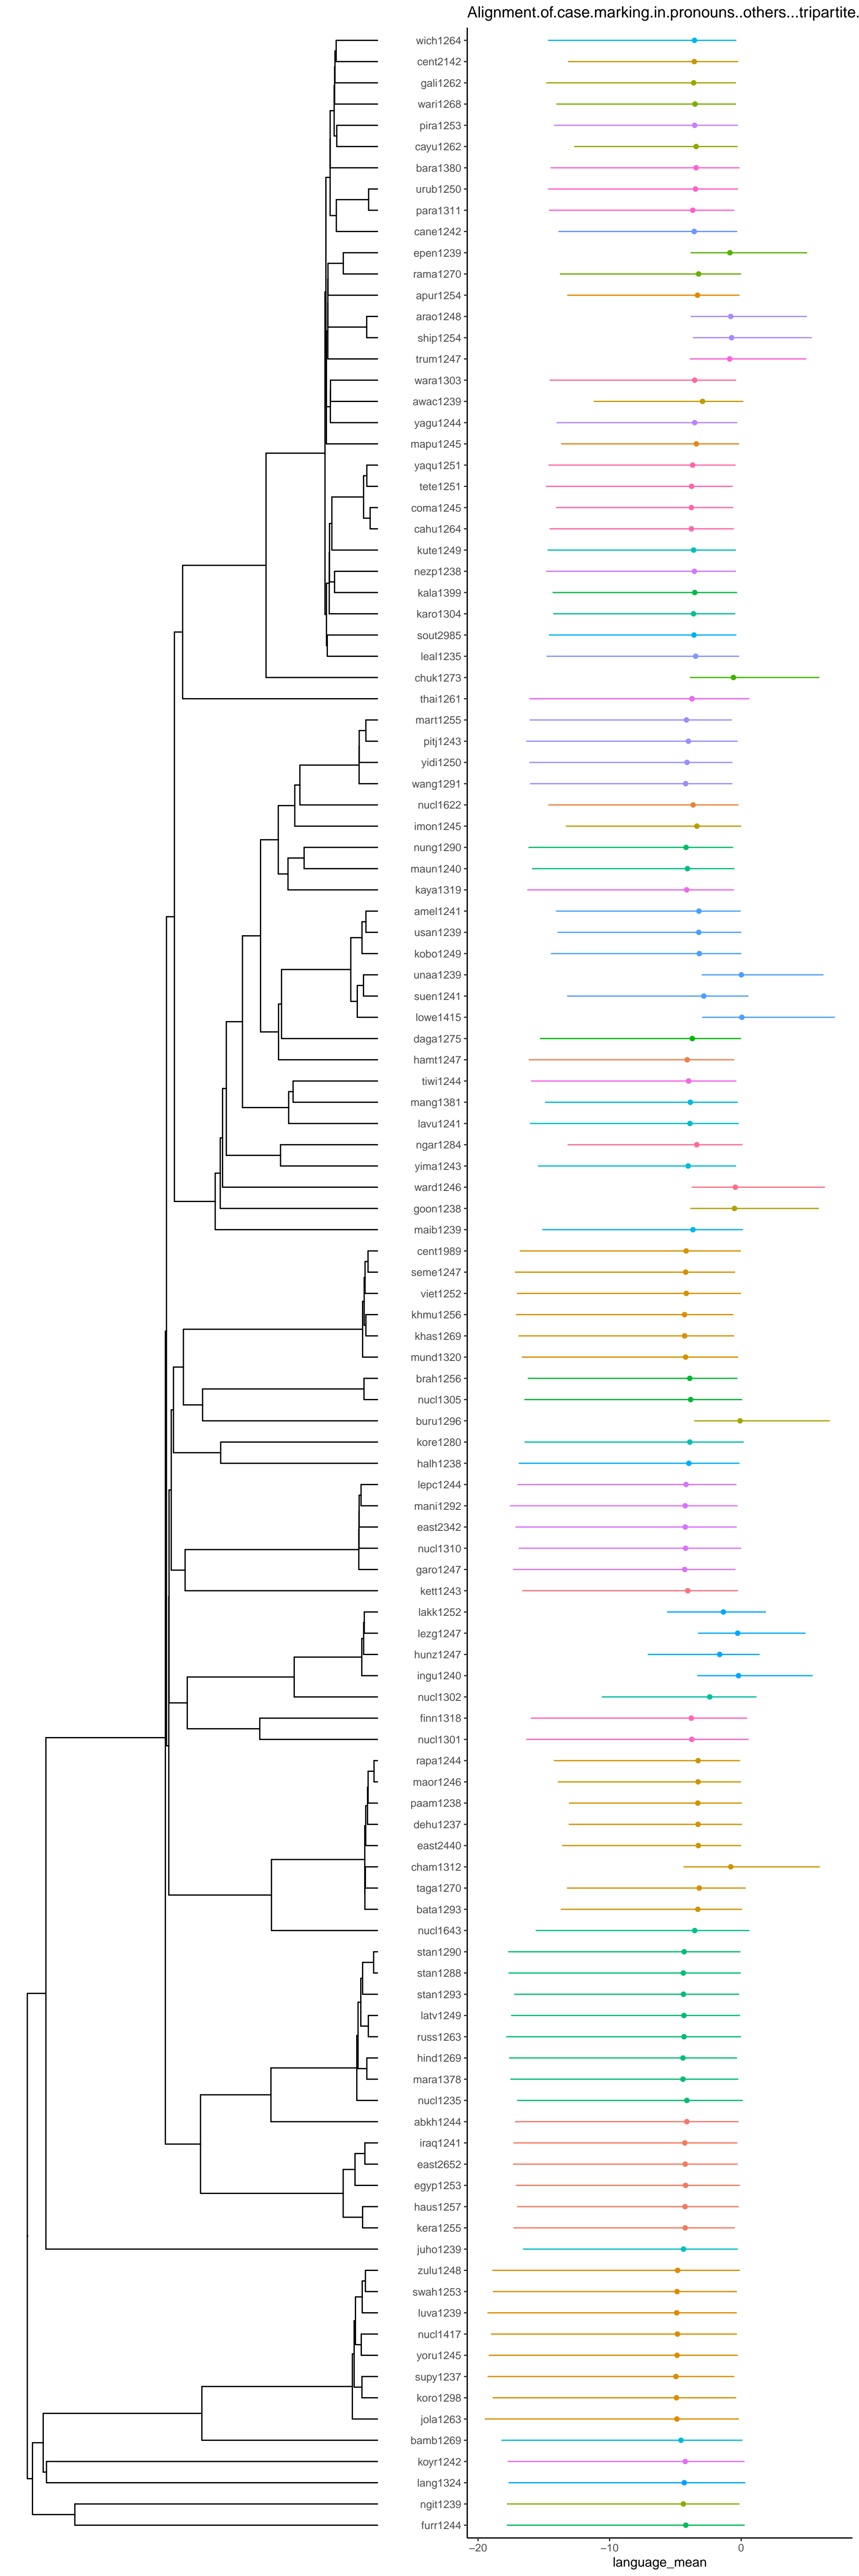 Alignment.of.case.marking.in.pronouns..others...tripartite.
wich1264
cent2142
gali1262
wari1268
pira1253
cayu1262
bara1380
urub1250
para1311
cane1242
epen1239
rama1270
apur1254
arao1248
ship1254
trum1247
wara1303
awac1239
yagu1244
mapu1245
yaqu1251
tete1251
coma1245
cahu1264
kute1249
nezp1238
kala1399
karo1304
sout2985
leal1235
chuk1273
thai1261
mart1255
pitj1243
yidi1250
wang1291
nucl1622
imon1245
nung1290
maun1240
kaya1319
amel1241
usan1239
kobo1249
unaa1239
suen1241
lowe1415
daga1275
hamt1247
tiwi1244
mang1381
lavu1241
ngar1284
yima1243
ward1246
goon1238
maib1239
cent1989
seme1247
viet1252
khmu1256
khas1269
mund1320
brah1256
nucl1305
buru1296
kore1280
halh1238
lepc1244
mani1292
east2342
nucl1310
garo1247
kett1243
lakk1252
lezg1247
hunz1247
ingu1240
nucl1302
finn1318
nucl1301
rapa1244
maor1246
paam1238
dehu1237
east2440
cham1312
taga1270
bata1293
nucl1643
stan1290
stan1288
stan1293
latv1249
russ1263
hind1269
mara1378
nucl1235
abkh1244
iraq1241
east2652
egyp1253
haus1257
kera1255
juho1239
zulu1248
swah1253
luva1239
nucl1417
yoru1245
supy1237
koro1298
jola1263
bamb1269
koyr1242
lang1324
ngit1239
furr1244
−20 −10 0
language_mean